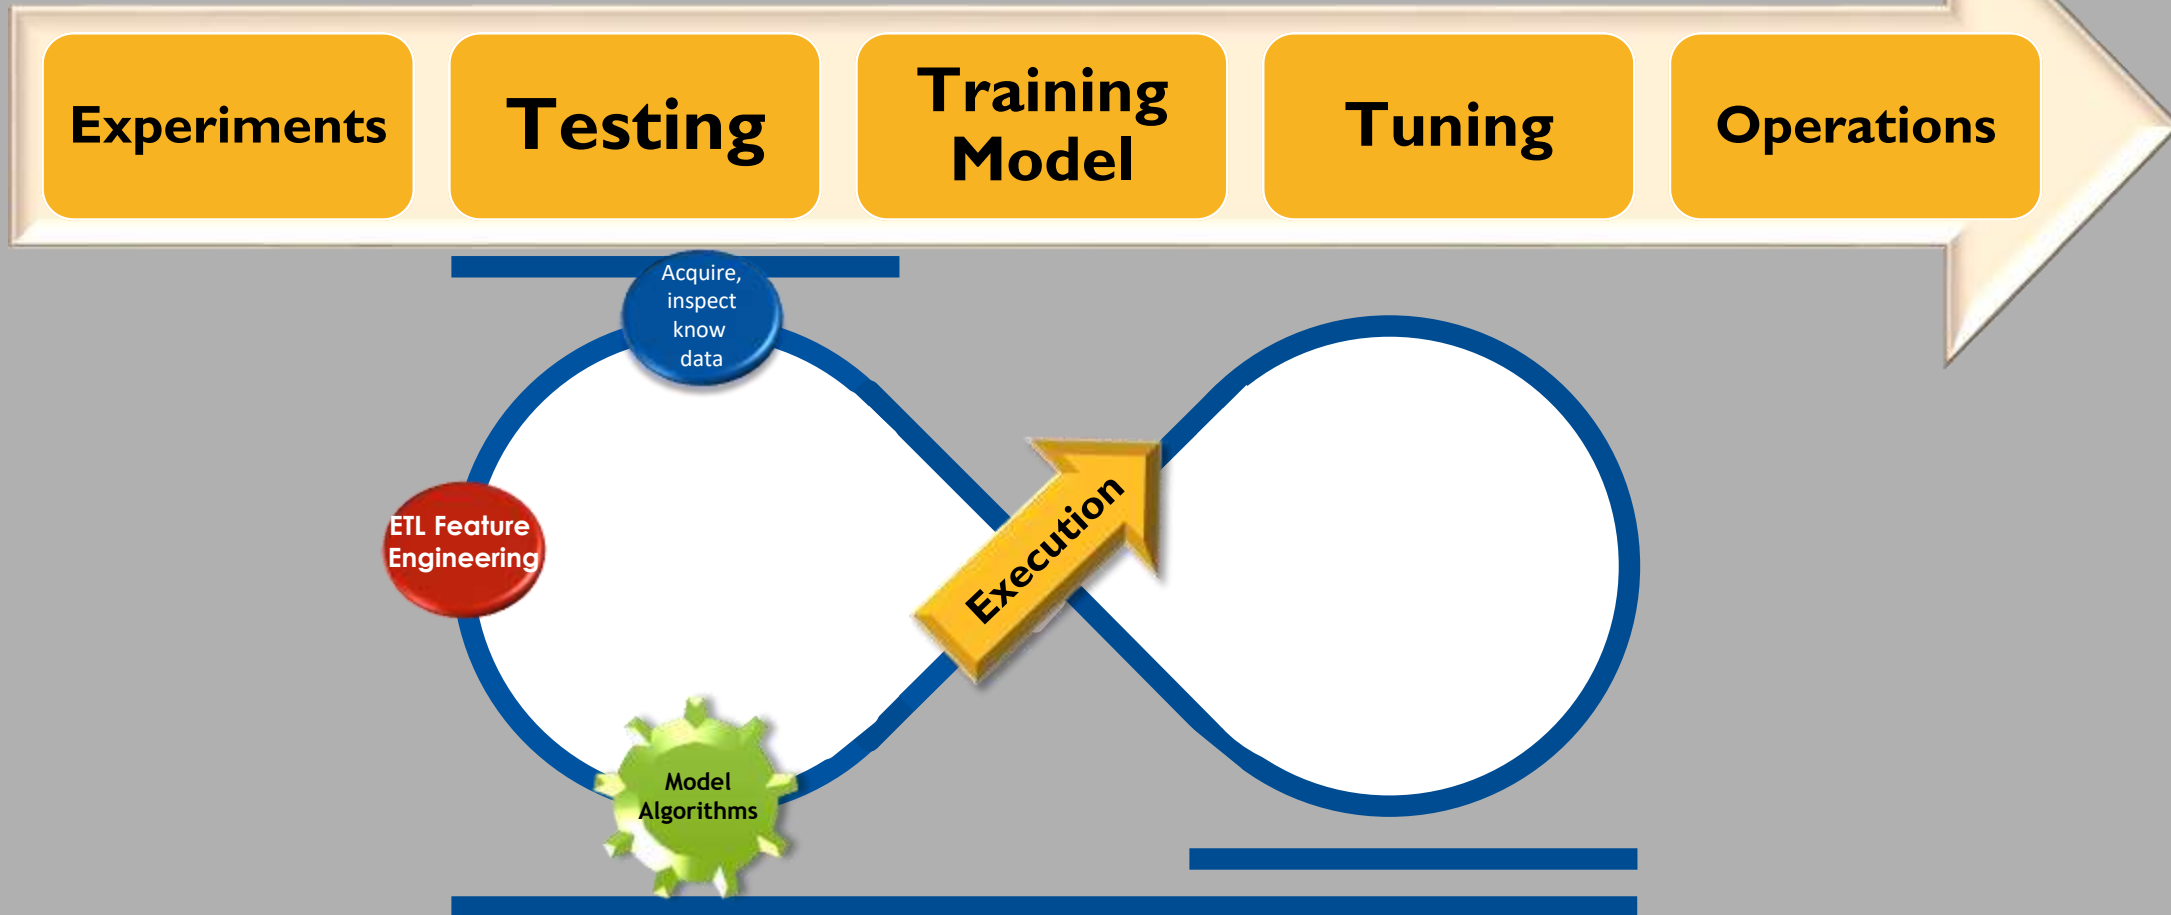 Experiments
Testing
Training
Model
Tuning
Operations
Acquire,
inspect
know
data
ETL Feature
Engineering
Execution
Model
Algorithms